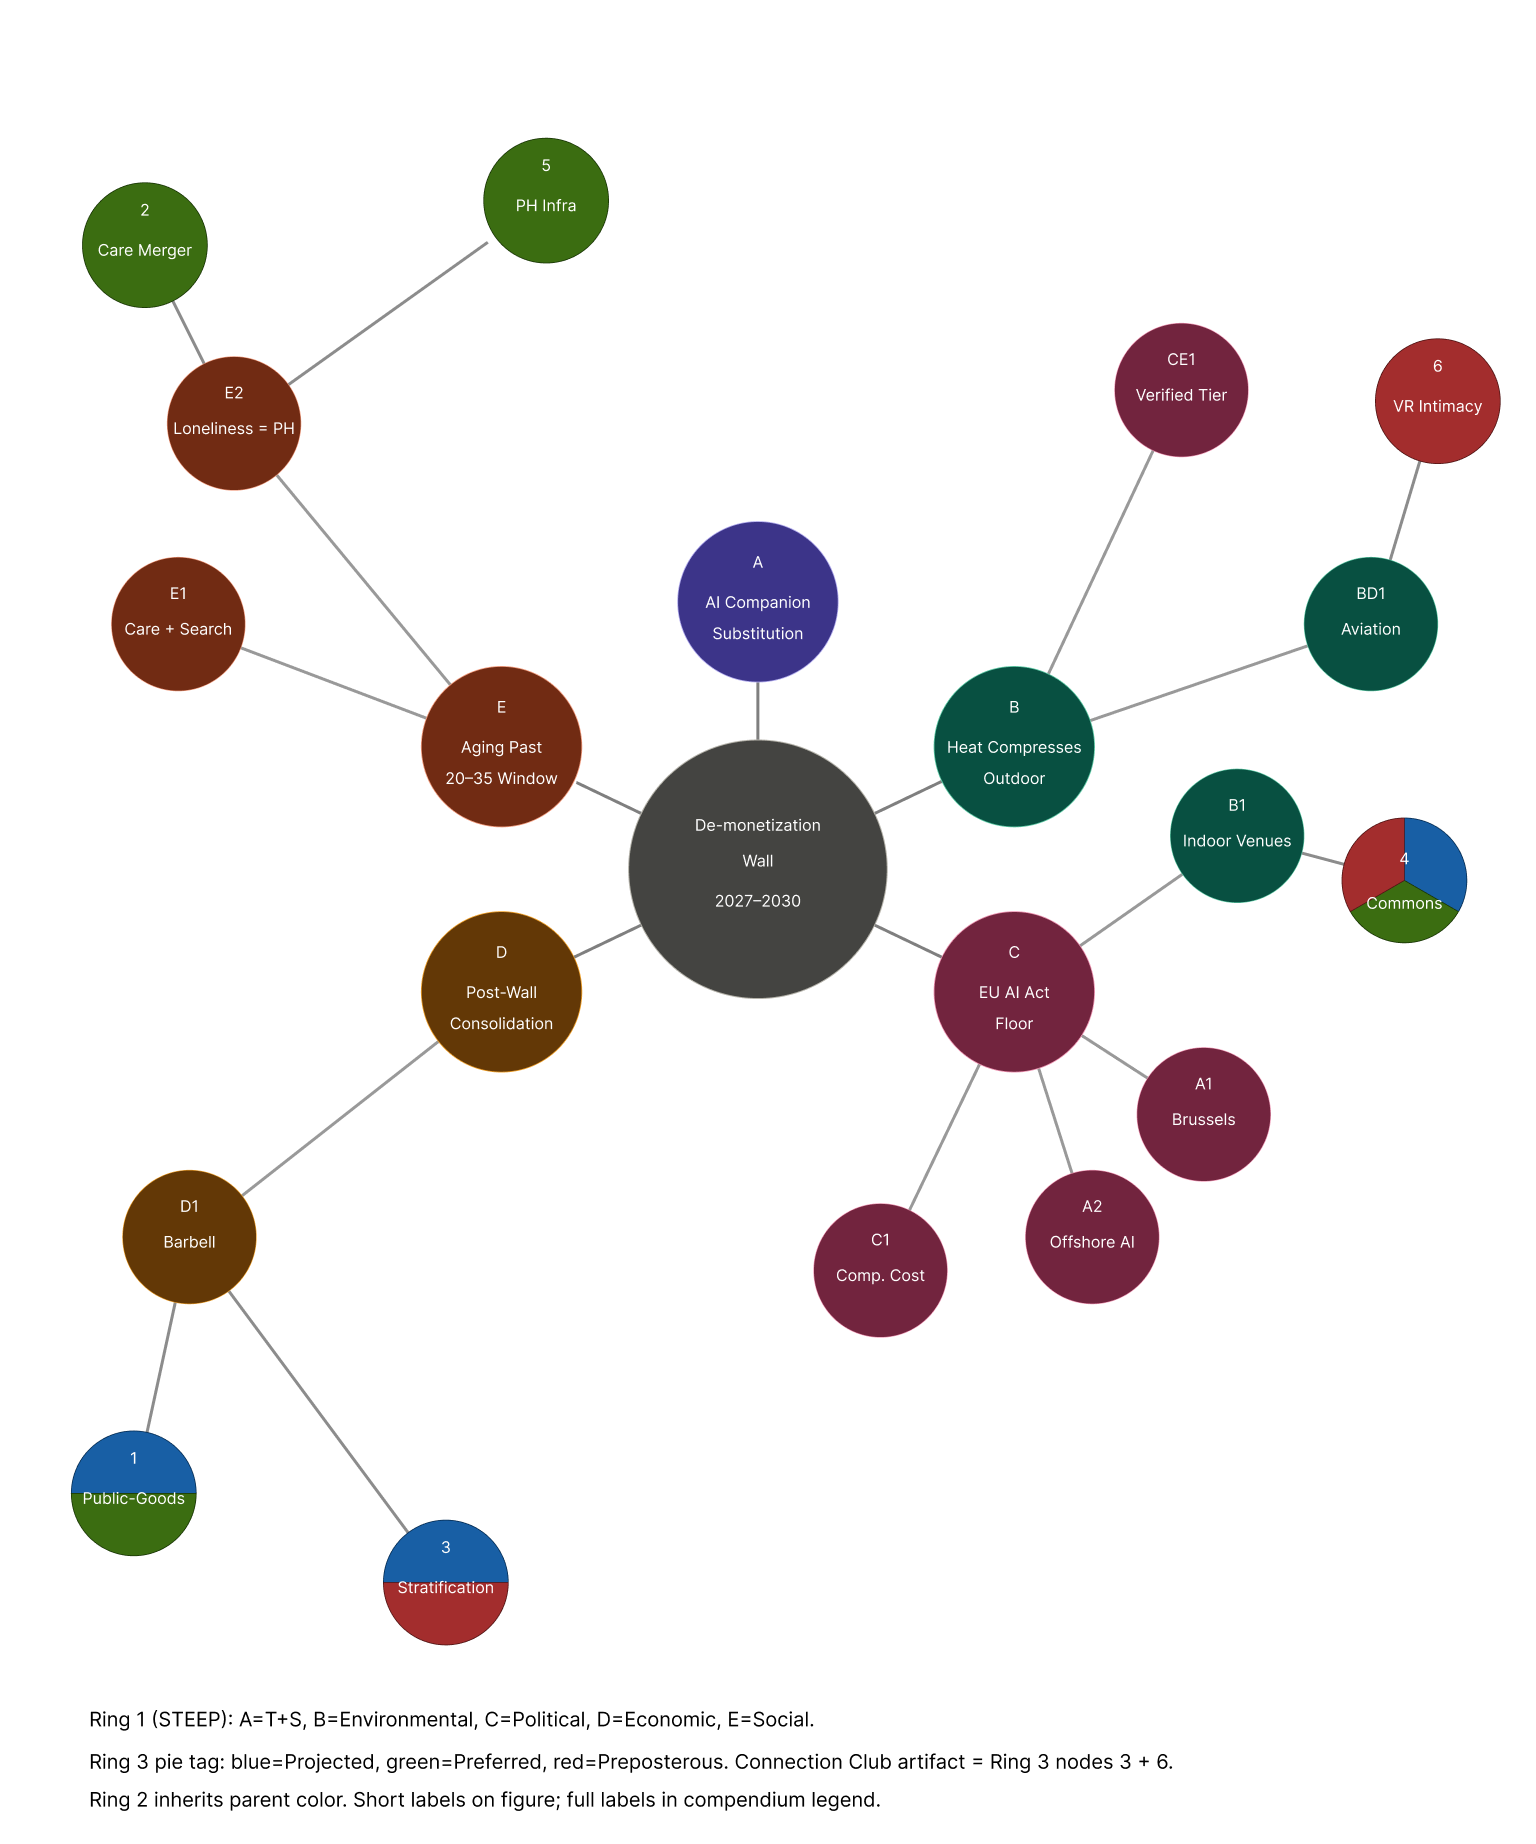 5
PH Infra
2
Care Merger
CE1
Verified Tier
6
VR Intimacy
E2
Loneliness = PH
A
AI Companion
Substitution
E1
Care + Search
BD1
Aviation
E
Aging Past
20–35 Window
B
Heat Compresses
Outdoor
De-monetization
Wall
2027–2030
B1
Indoor Venues
4
Commons
D
Post-Wall
Consolidation
C
EU AI Act
Floor
A1
Brussels
D1
Barbell
A2
Offshore AI
C1
Comp. Cost
1
Public-Goods
3
Stratification
Ring 1 (STEEP): A=T+S, B=Environmental, C=Political, D=Economic, E=Social.
Ring 3 pie tag: blue=Projected, green=Preferred, red=Preposterous. Connection Club artifact = Ring 3 nodes 3 + 6.
Ring 2 inherits parent color. Short labels on figure; full labels in compendium legend.